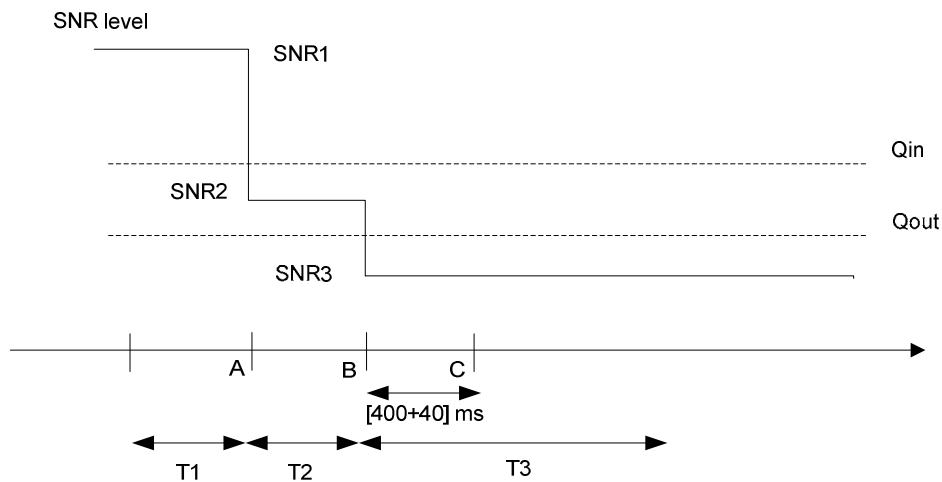 SNR level
SNR1
Qin
SNR2
Qout
SNR3
A
B
C
[400+40] ms
T1
T2
T3